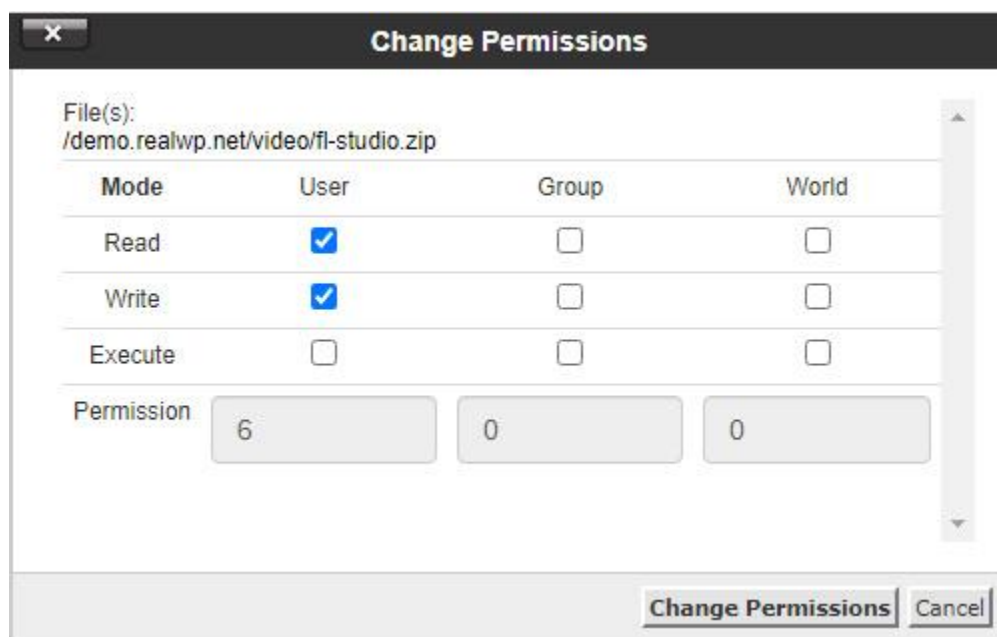 Change Permissions
File(s):
/demo.realwp.net/video/fl-studio.zip
Mode User Group World
Read
Write
Execute
Permission 6 0 0
Change Permissions Cancel